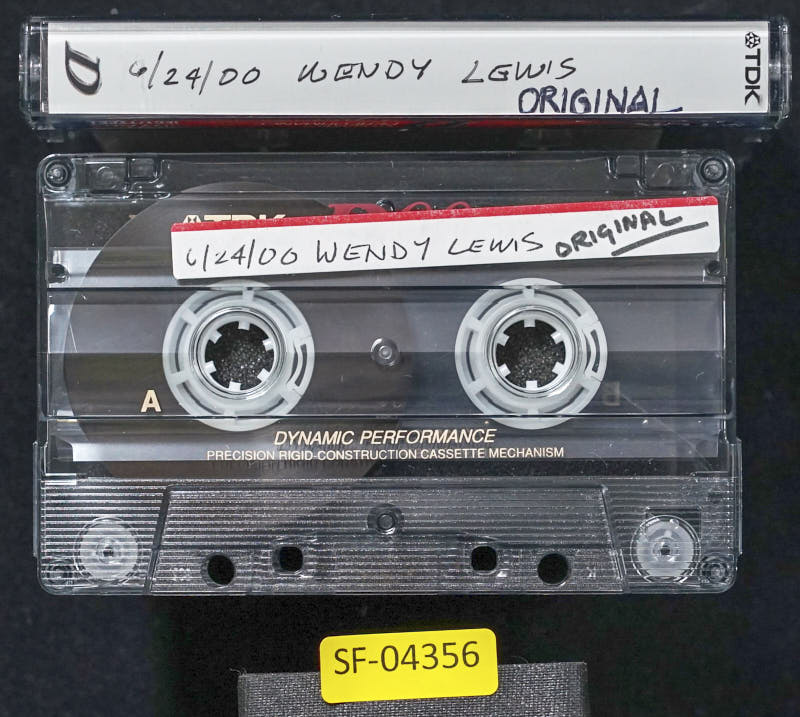 D 6/24/00 WENDY LEWIS
ORIGINAL
TDK
TDK
6/24/00 WENDY LEWIS ORIGINAL
A
DYNAMIC PERFORMANCE
PRECISION RIGID-CONSTRUCTION CASSETTE MECHANISM
SF-04356